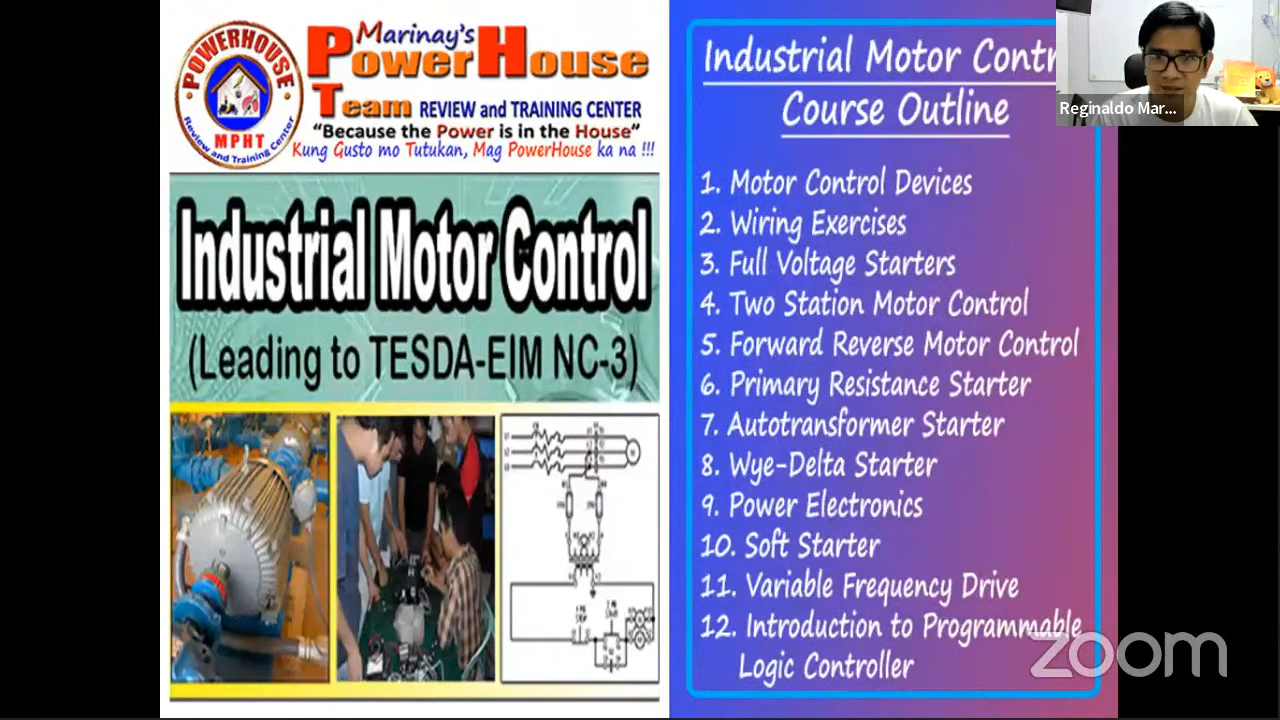 POWERHOUSE
MPHT
Review and Training Center
Marinay's
PowerHouse
Team REVIEW and TRAINING CENTER
“Because the Power is in the House”
Kung Gusto mo Tutukan, Mag PowerHouse ka na !!!
Industrial Motor Control
(Leading to TESDA-EIM NC-3)
Industrial Motor Contr
Course Outline
1. Motor Control Devices
2. Wiring Exercises
3. Full Voltage Starters
4. Two Station Motor Control
5. Forward Reverse Motor Control
6. Primary Resistance Starter
7. Autotransformer Starter
8. Wye-Delta Starter
9. Power Electronics
10. Soft Starter
11. Variable Frequency Drive
12. Introduction to Programmable
Logic Controller
Reginaldo Mar...
zoom